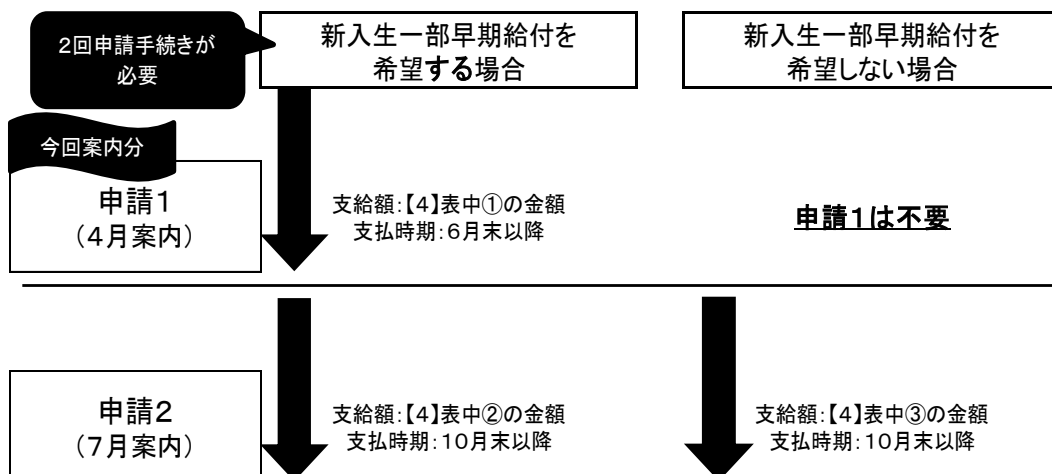 2回申請手続きが
必要
新入生一部早期給付を
希望する場合
新入生一部早期給付を
希望しない場合
今回案内分
申請1
(4月案内)
支給額:【4】表中①の金額
支払時期:6月末以降
申請1は不要
申請2
(7月案内)
支給額:【4】表中②の金額
支払時期:10月末以降
支給額:【4】表中③の金額
支払時期:10月末以降